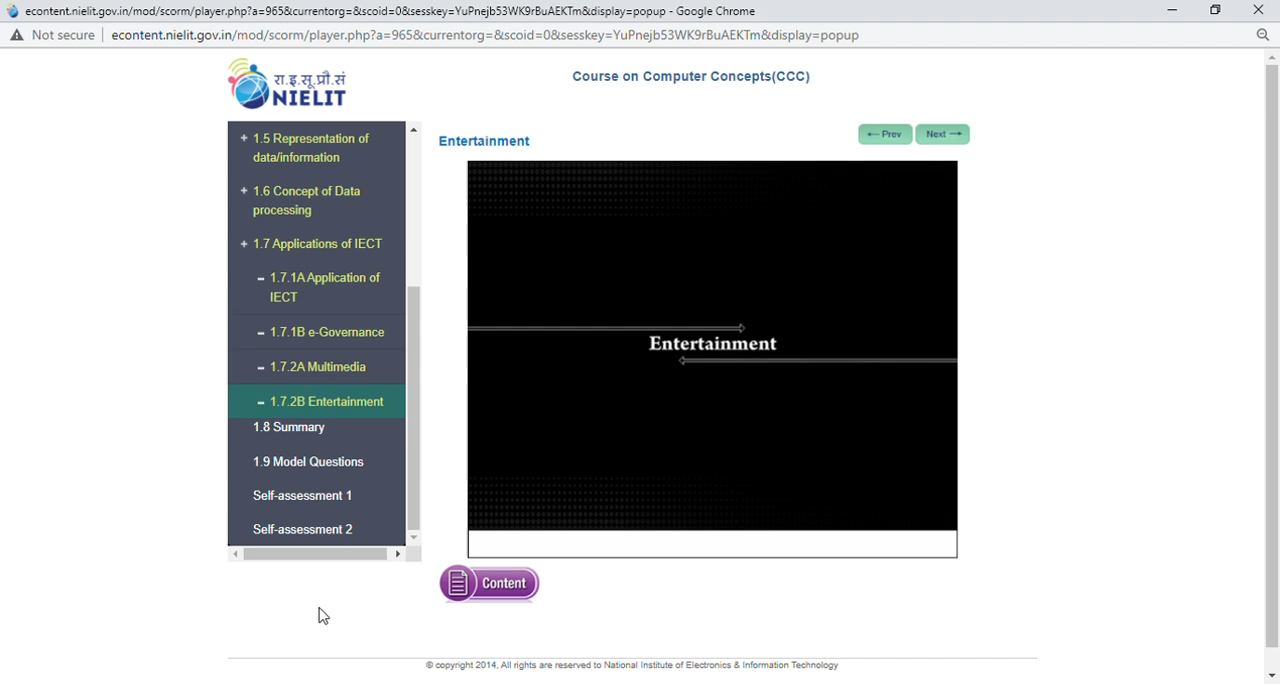 econtent.nielit.gov.in/mod/scorm/player.php?a=965&currentorg=&scoid=0&sesskey=YuPnejb53WK9rBuAEKTm&display=popup - Google Chrome
Not secure
econtent.nielit.gov.in/mod/scorm/player.php?a=965&currentorg=&scoid=0&sesskey=YuPnejb53WK9rBuAEKTm&display=popup
रा.इ.सू.प्रौ.सं
NIELIT
Course on Computer Concepts(CCC)
+ 1.5 Representation of
data/information
+ 1.6 Concept of Data
processing
+ 1.7 Applications of IECT
– 1.7.1A Application of
IECT
– 1.7.1B e-Governance
– 1.7.2A Multimedia
– 1.7.2B Entertainment
1.8 Summary
1.9 Model Questions
Self-assessment 1
Self-assessment 2
Entertainment
← Prev
Next →
Entertainment
Content
© copyright 2014, All rights are reserved to National Institute of Electronics & Information Technology